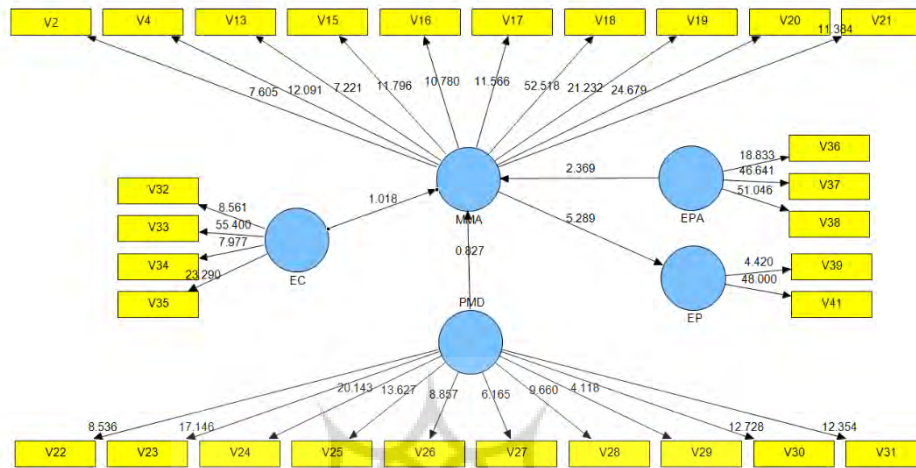 V2 V4 V13 V15 V16 V17 V18 V19 V20 V21
11.384
7.605 12.091 7.221 11.796 10.780 11.566 52.518 21.232 24.679
V36
18.833
46.641
V37
51.046
V38
2.369
EPA
MMA
V32
8.561
V33
55.400
V34
7.977
V35
23.290
1.018
EC
0.827
5.289
V39
4.420
48.000
V41
EP
PMD
8.536 17.146 20.143 13.627 8.857 6.165 9.660 4.118 12.728 12.354
V22 V23 V24 V25 V26 V27 V28 V29 V30 V31